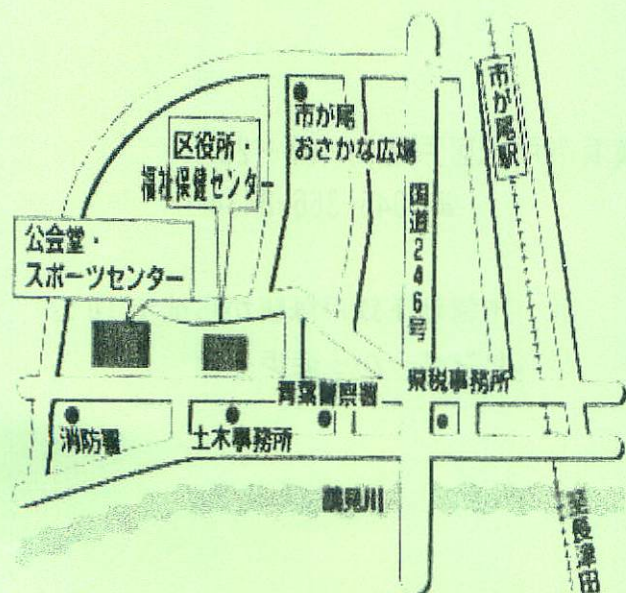 市が尾駅
市が尾
おさかな広場
区役所・
福祉保健センター
国道246号
公会堂・
スポーツセンター
青葉警察署
県税事務所
消防署
土木事務所
鶴見川
至長津田